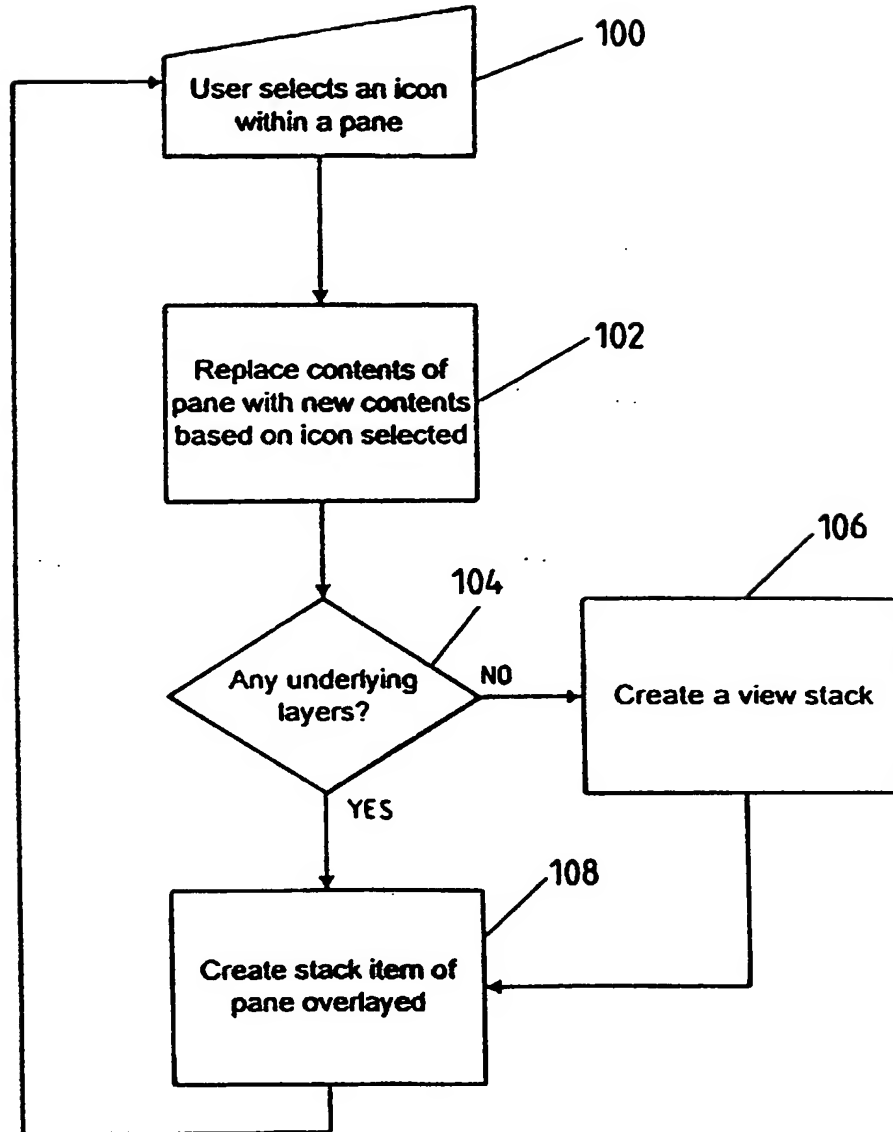 100
User selects an icon
within a pane
102
Replace contents of
pane with new contents
based on icon selected
104
106
Any underlying
layers?
NO
Create a view stack
YES
108
Create stack item of
pane overlayed